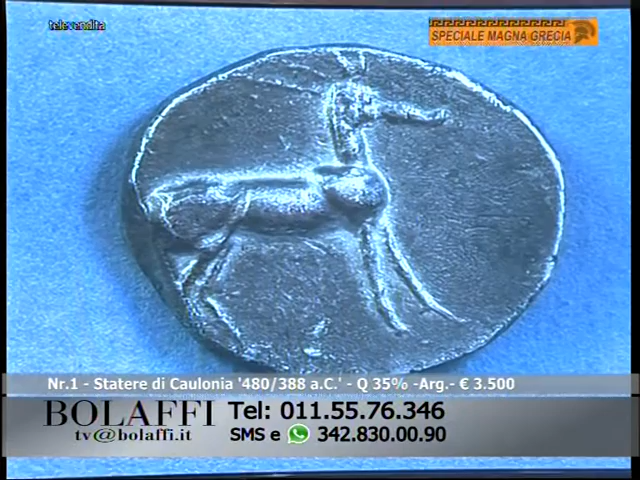 televendita
SPECIALE MAGNA GRECIA
Nr.1 - Statere di Caulonia '480/388 a.C.' - Q 35% -Arg.- € 3.500
BOLAFFI
tv@bolaffi.it
Tel: 011.55.76.346
SMS e 342.830.00.90